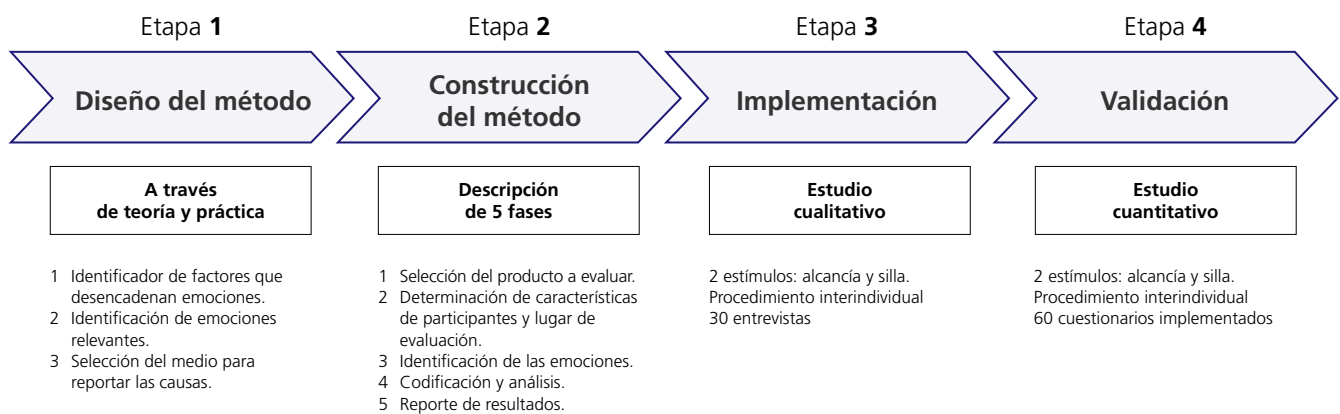 Etapa 1
Diseño del método
A través
de teoría y práctica
1 Identificador de factores que
desencadenan emociones.
2 Identificación de emociones
relevantes.
3 Selección del medio para
reportar las causas.
Etapa 2
Construcción
del método
Descripción
de 5 fases
1 Selección del producto a evaluar.
2 Determinación de características
de participantes y lugar de
evaluación.
3 Identificación de las emociones.
4 Codificación y análisis.
5 Reporte de resultados.
Etapa 3
Implementación
Estudio
cualitativo
2 estímulos: alcancía y silla.
Procedimiento interindividual
30 entrevistas
Etapa 4
Validación
Estudio
cuantitativo
2 estímulos: alcancía y silla.
Procedimiento interindividual
60 cuestionarios implementados